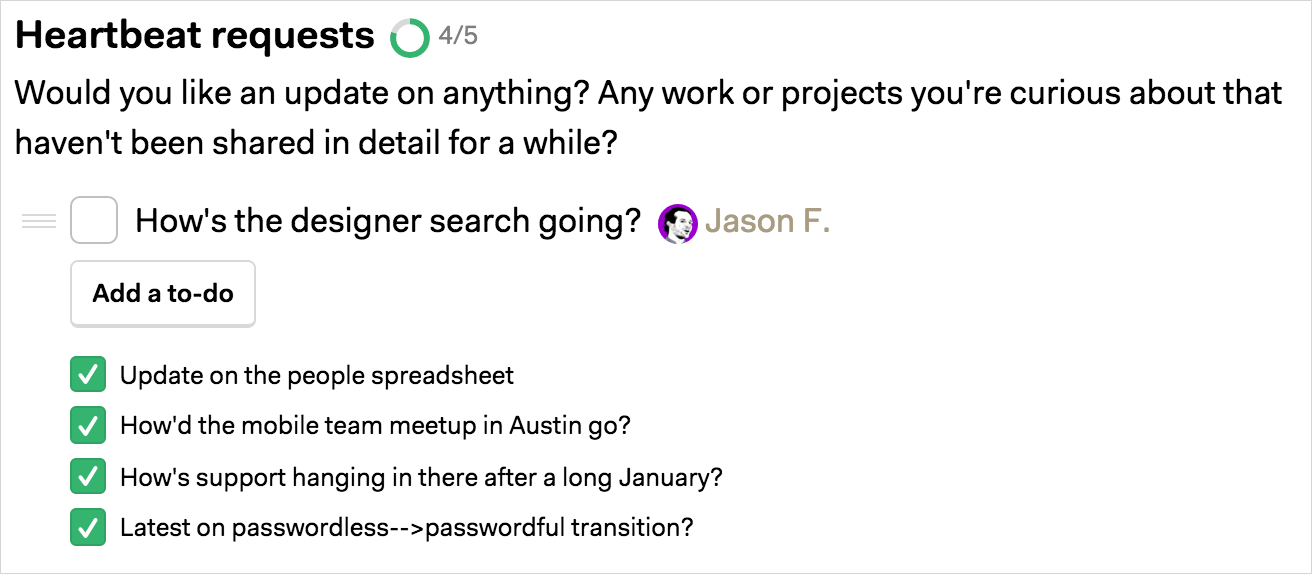 Heartbeat requests 4/5
Would you like an update on anything? Any work or projects you're curious about that
haven't been shared in detail for a while?
How's the designer search going? Jason F.
Add a to-do
Update on the people spreadsheet
How'd the mobile team meetup in Austin go?
How's support hanging in there after a long January?
Latest on passwordless-->passwordful transition?